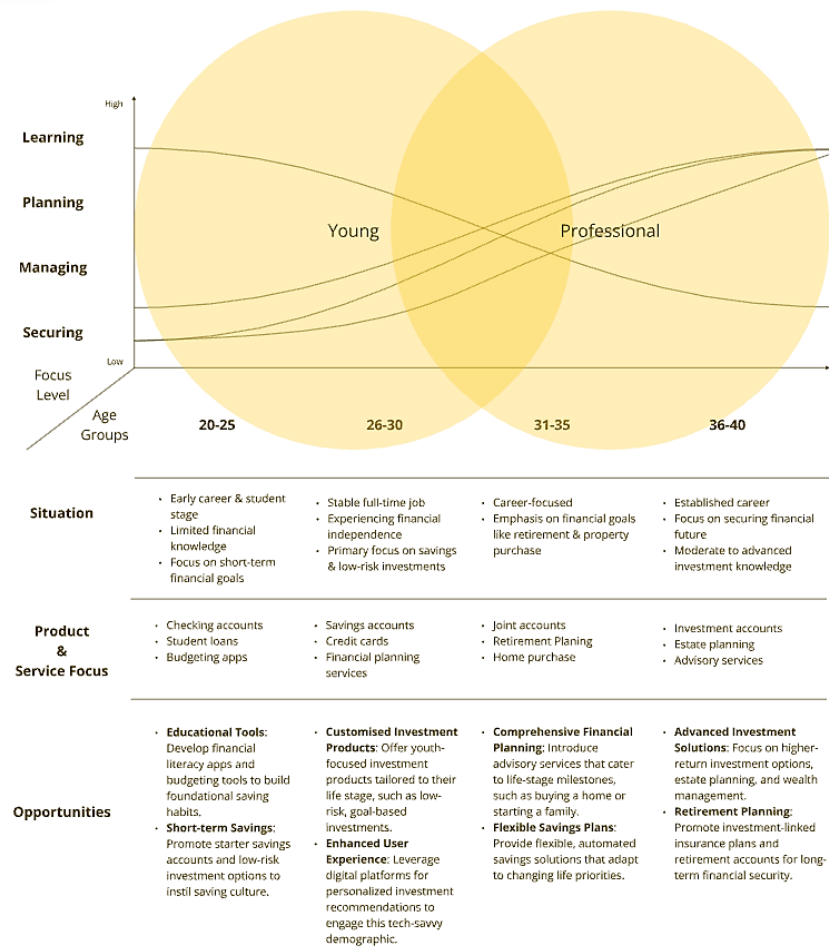 High
Learning
Planning
Young
Professional
Managing
Securing
Low
Focus
Level
Age
Groups
20-25
26-30
31-35
36-40
Situation
• Early career & student
stage
• Limited financial
knowledge
• Focus on short-term
financial goals
• Stable full-time job
• Experiencing financial
independence
• Primary focus on savings
& low-risk investments
• Career-focused
• Emphasis on financial goals
like retirement & property
purchase
• Established career
• Focus on securing financial
future
• Moderate to advanced
investment knowledge
Product
&
Service Focus
• Checking accounts
• Student loans
• Budgeting apps
• Savings accounts
• Credit cards
• Financial planning
services
• Joint accounts
• Retirement Planing
• Home purchase
• Investment accounts
• Estate planning
• Advisory services
Opportunities
• Educational Tools:
Develop financial
literacy apps and
budgeting tools to build
foundational saving
habits.
• Short-term Savings:
Promote starter savings
accounts and low-risk
investment options to
instil saving culture.
• Customised Investment
Products: Offer youth-
focused investment
products tailored to their
life stage, such as low-
risk, goal-based
investments.
• Enhanced User
Experience: Leverage
digital platforms for
personalized investment
recommendations to
engage this tech-savvy
demographic.
• Comprehensive Financial
Planning: Introduce
advisory services that cater
to life-stage milestones,
such as buying a home or
starting a family.
• Flexible Savings Plans:
Provide flexible, automated
savings solutions that adapt
to changing life priorities.
• Advanced Investment
Solutions: Focus on higher-
return investment options,
estate planning, and wealth
management.
• Retirement Planning:
Promote investment-linked
insurance plans and
retirement accounts for long-
term financial security.